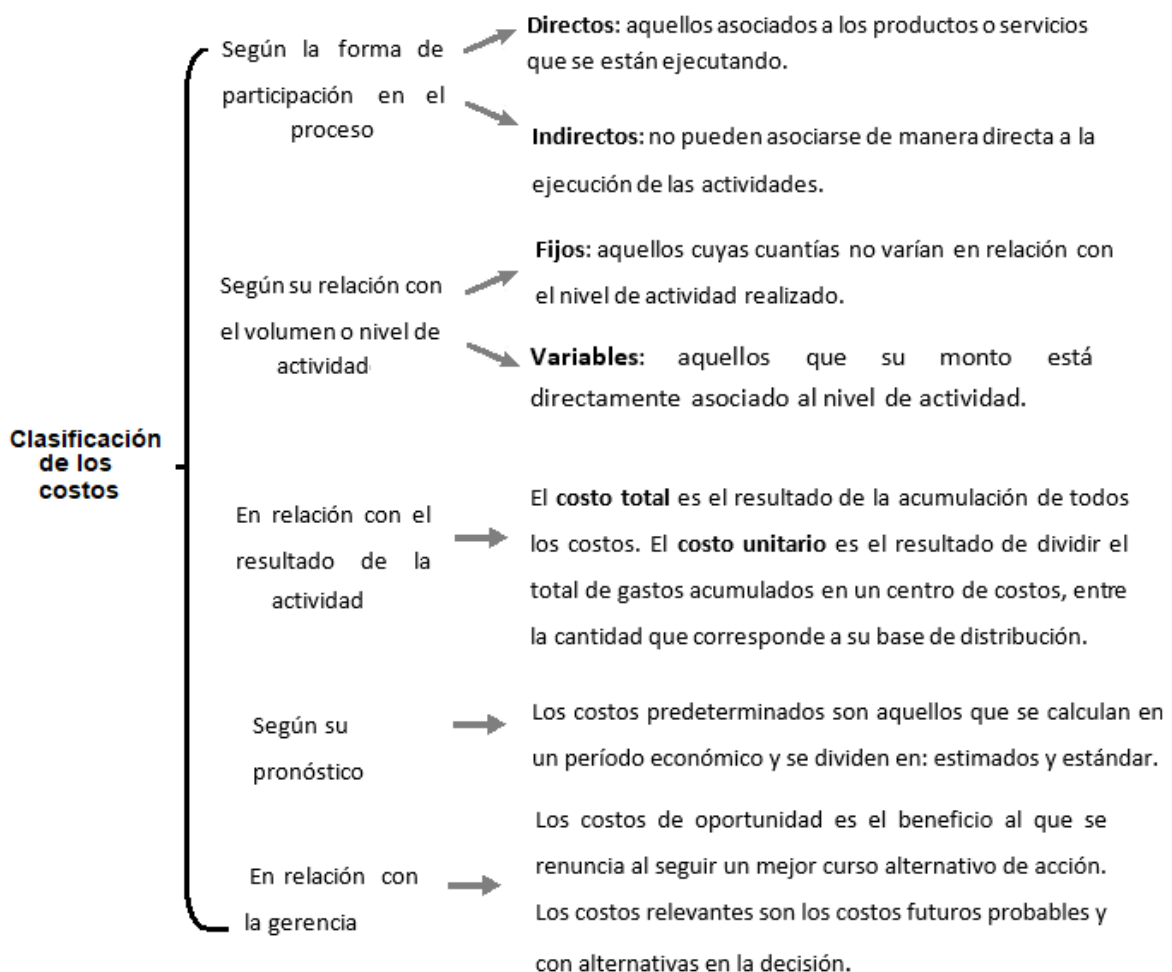 Clasificación
de los
costos
Según la forma de
participación en el
proceso
Directos: aquellos asociados a los productos o servicios
que se están ejecutando.
Indirectos: no pueden asociarse de manera directa a la
ejecución de las actividades.
Según su relación con
el volumen o nivel de
actividad
Fijos: aquellos cuyas cuantías no varían en relación con
el nivel de actividad realizado.
Variables: aquellos que su monto está
directamente asociado al nivel de actividad.
En relación con el
resultado de la
actividad
El costo total es el resultado de la acumulación de todos
los costos. El costo unitario es el resultado de dividir el
total de gastos acumulados en un centro de costos, entre
la cantidad que corresponde a su base de distribución.
Según su
pronóstico
Los costos predeterminados son aquellos que se calculan en
un período económico y se dividen en: estimados y estándar.
En relación con
la gerencia
Los costos de oportunidad es el beneficio al que se
renuncia al seguir un mejor curso alternativo de acción.
Los costos relevantes son los costos futuros probables y
con alternativas en la decisión.